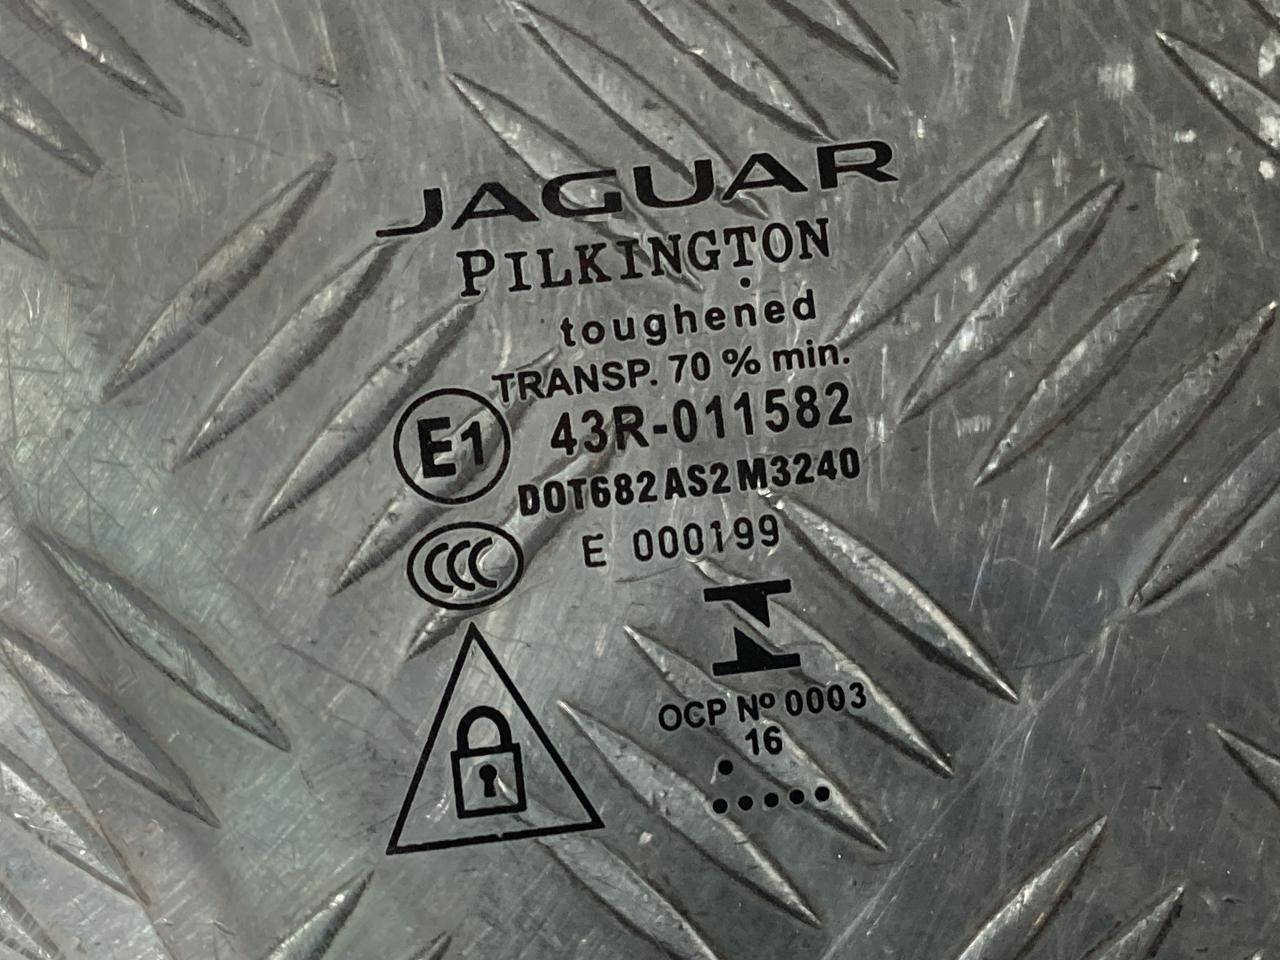 JAGUAR
PILKINGTON
toughened
TRANSP. 70 % min.
E1 43R-011582
DOT682 AS2 M3240
CCC E 000199
OCP Nº 0003
16